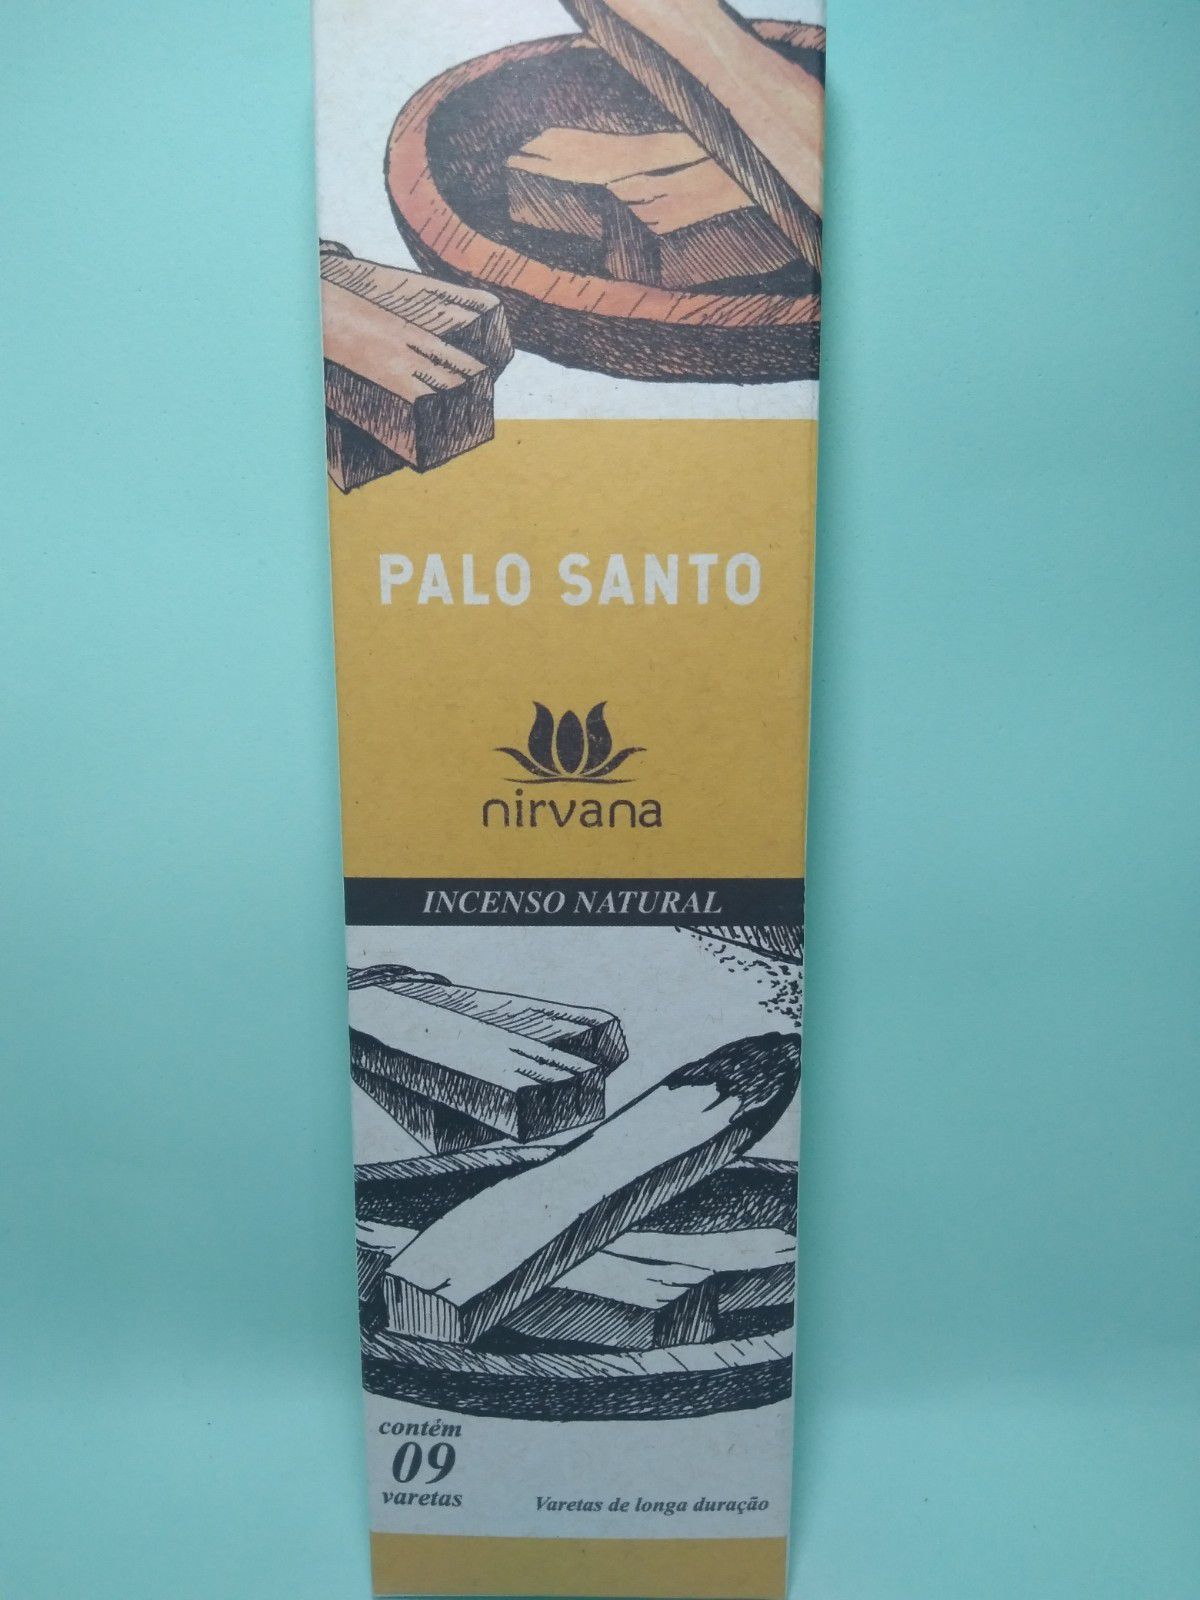 PALO SANTO
nirvana
INCENSO NATURAL
contém
09
varetas
Varetas de longa duração